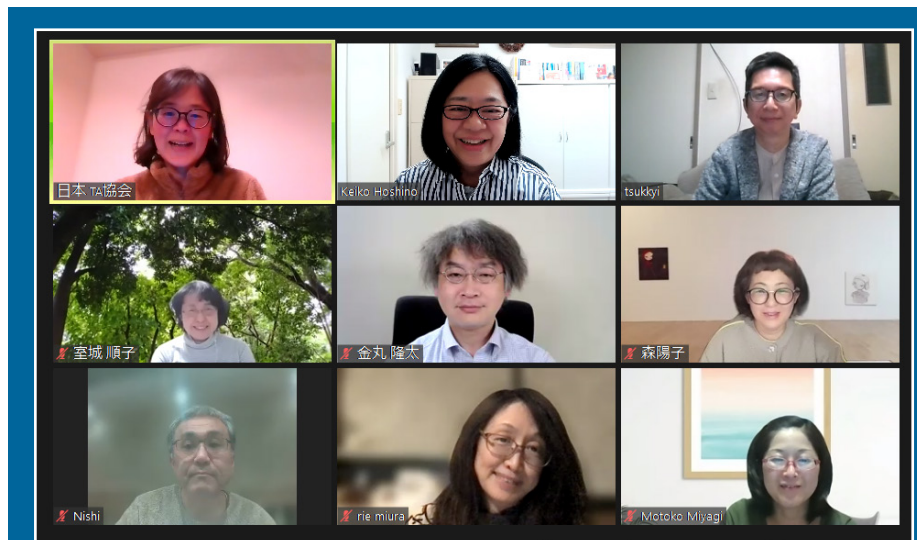 日本 TA協会
Keiko Hoshino
tsukkyi
室城 順子
金丸 隆太
森陽子
Nishi
rie miura
Motoko Miyagi